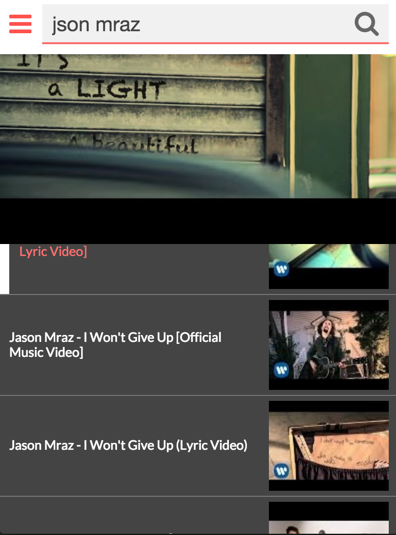 json mraz
IT'S
a LIGHT
A beautiful
Lyric Video]
Jason Mraz - I Won't Give Up [Official
Music Video]
Jason Mraz - I Won't Give Up (Lyric Video)